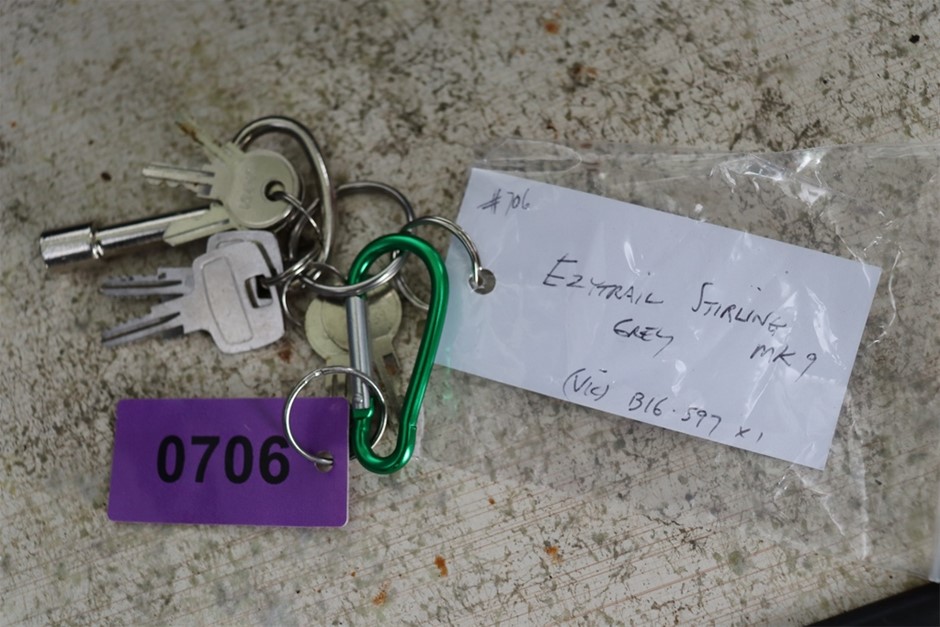 #706
EZYTRAIL STIRLING
GREY MK9
(VIC) B16·597 x1
0706